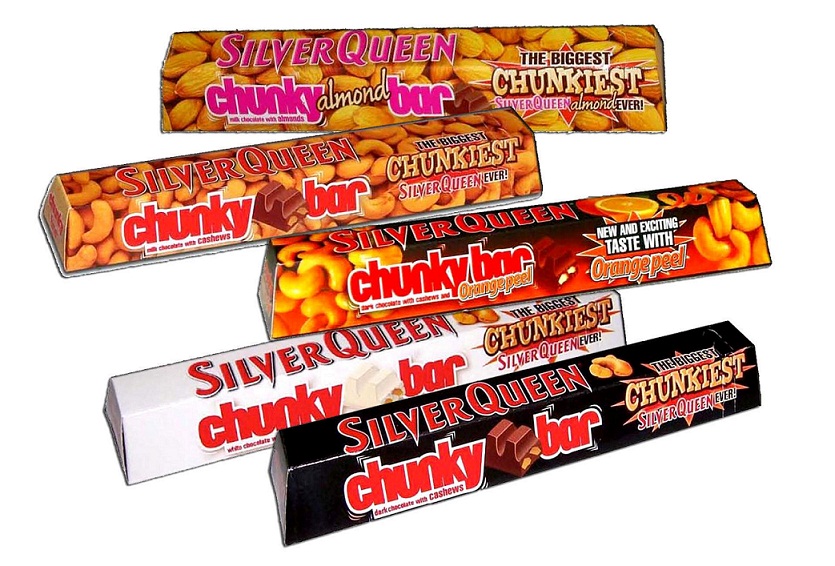 SILVERQUEEN
chunky almond bar
milk chocolate with almonds
THE BIGGEST
CHUNKIEST
SILVERQUEEN almond EVER!
SILVERQUEEN
chunky bar
milk chocolate with cashews
THE BIGGEST
CHUNKIEST
SILVERQUEEN EVER!
SILVERQUEEN
chunky bar
Orange peel
dark chocolate with cashews and
NEW AND EXCITING
TASTE WITH
Orange peel
SILVERQUEEN
chunky bar
white chocolate
THE BIGGEST
CHUNKIEST
SILVERQUEEN EVER!
SILVERQUEEN
chunky bar
dark chocolate with cashews
THE BIGGEST
CHUNKIEST
SILVERQUEEN EVER!